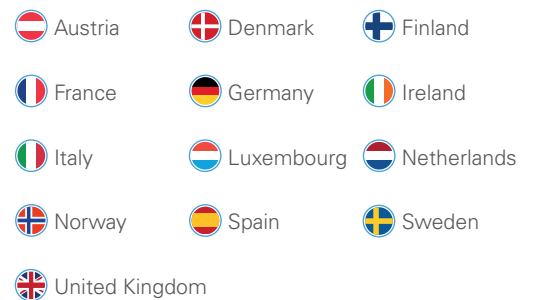 Austria Denmark Finland
France Germany Ireland
Italy Luxembourg Netherlands
Norway Spain Sweden
United Kingdom